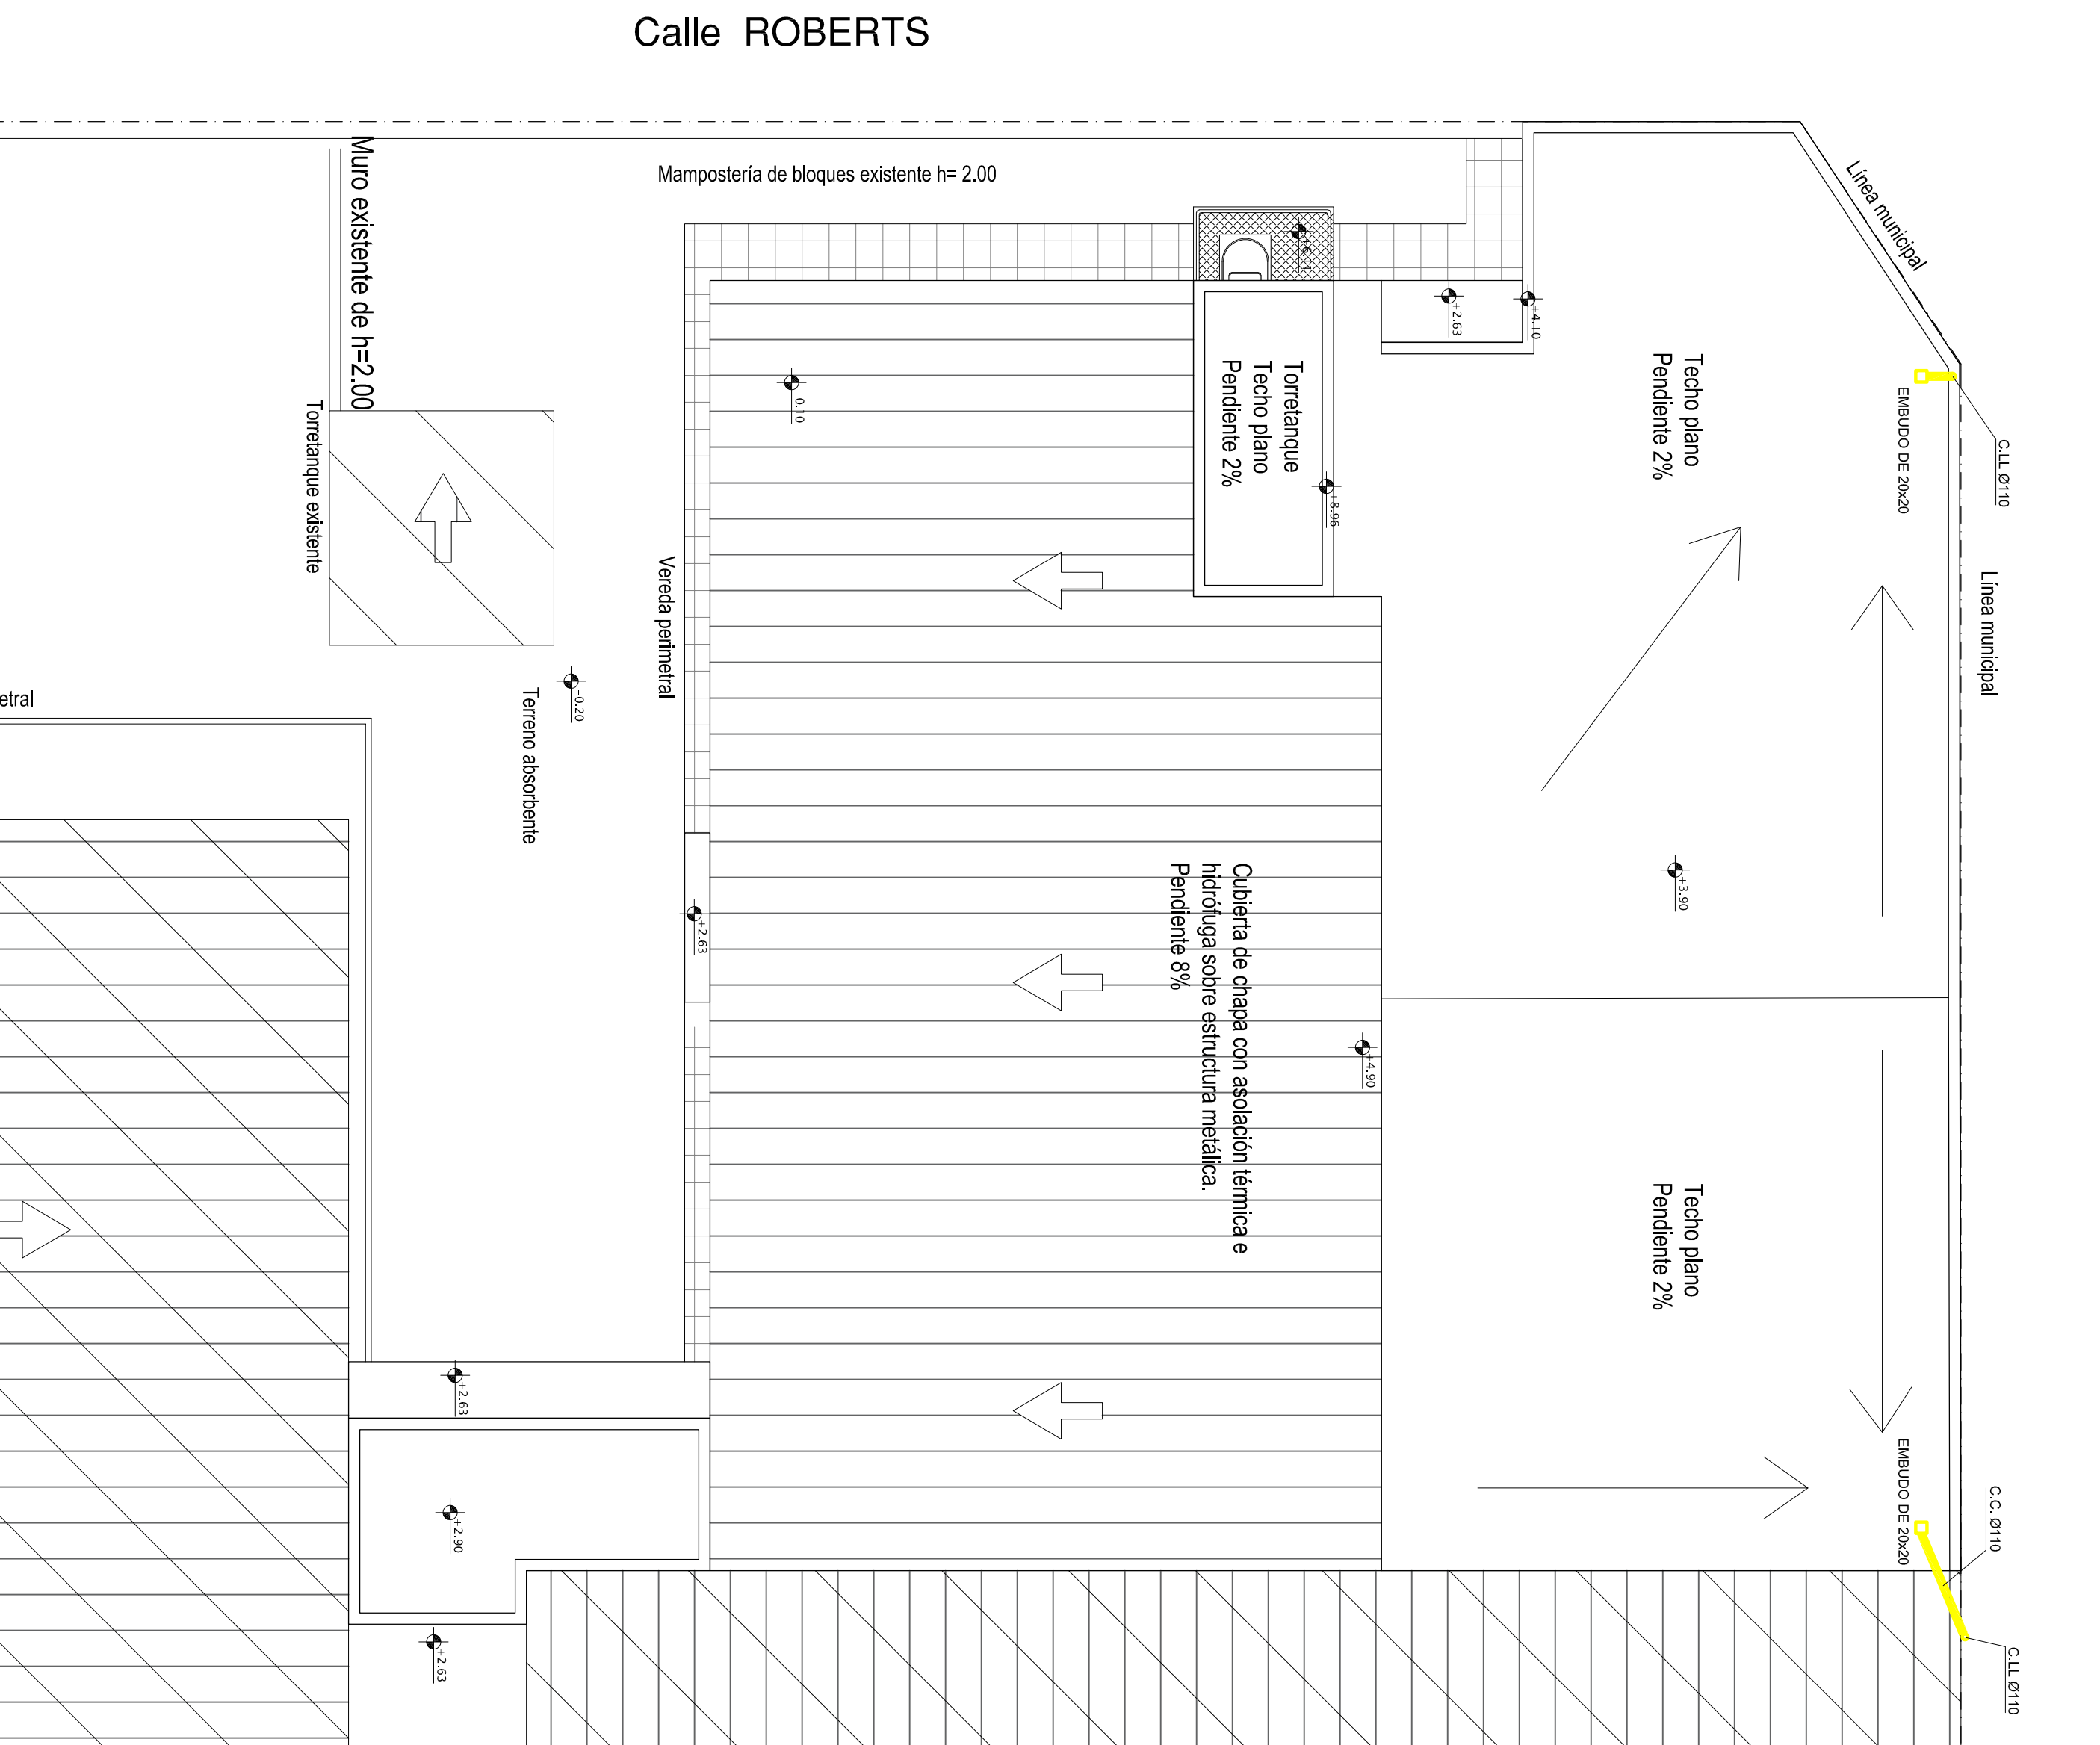 Calle ROBERTS
Mampostería de bloques existente h= 2.00
Muro existente de h=2.00
Torretanque existente
etral
-0.20
Terreno absorbente
Vereda perimetral
-0.10
Torretanque
Techo plano
Pendiente 2%
+8.96
+2.63
+4.10
Línea municipal
Techo plano
Pendiente 2%
EMBUDO DE 20x20
C.LL Ø110
Línea municipal
+3.90
+2.63
Cubierta de chapa con asolación térmica e
hidrófuga sobre estructura metálica.
Pendiente 8%
+4.90
Techo plano
Pendiente 2%
EMBUDO DE 20x20
C.C. Ø110
C.LL Ø110
+2.63
+2.90
+2.63